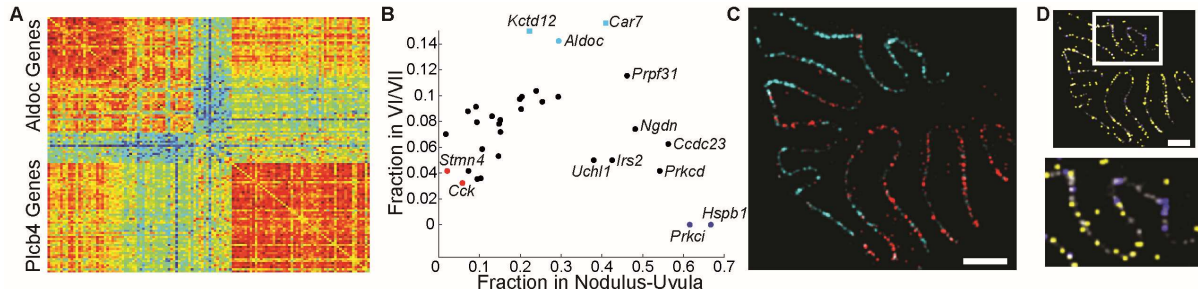 A
Aldoc Genes
Plcb4 Genes
B
Fraction in VI/VII
0.14
0.12
0.10
0.08
0.06
0.04
0.02
0
Kctd12
Car7
Aldoc
Prpf31
Ngdn
Ccdc23
Uchl1
Irs2
Prkcd
Stmn4
Cck
Hspb1
Prkci
0 0.1 0.2 0.3 0.4 0.5 0.6 0.7
Fraction in Nodulus-Uvula
C
D